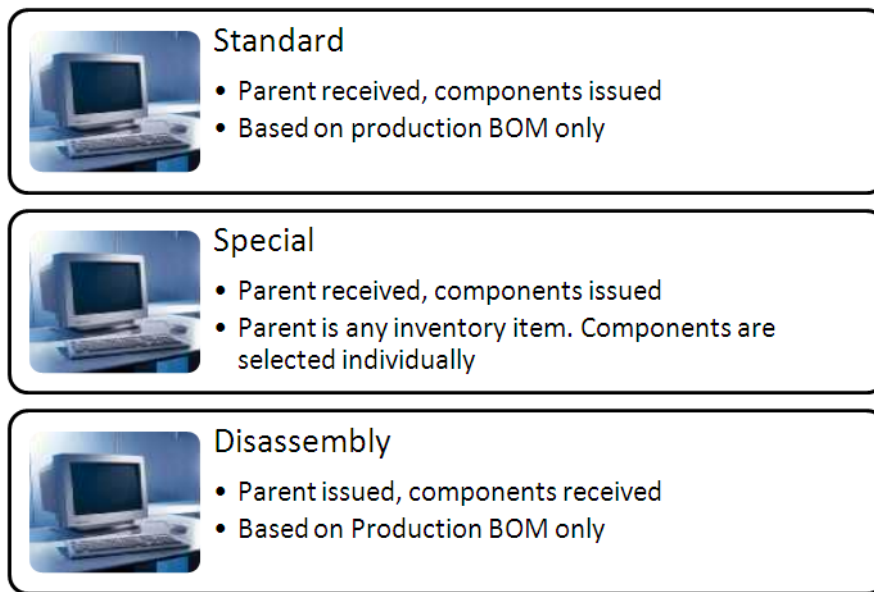 Standard
• Parent received, components issued
• Based on production BOM only
Special
• Parent received, components issued
• Parent is any inventory item. Components are
selected individually
Disassembly
• Parent issued, components received
• Based on Production BOM only